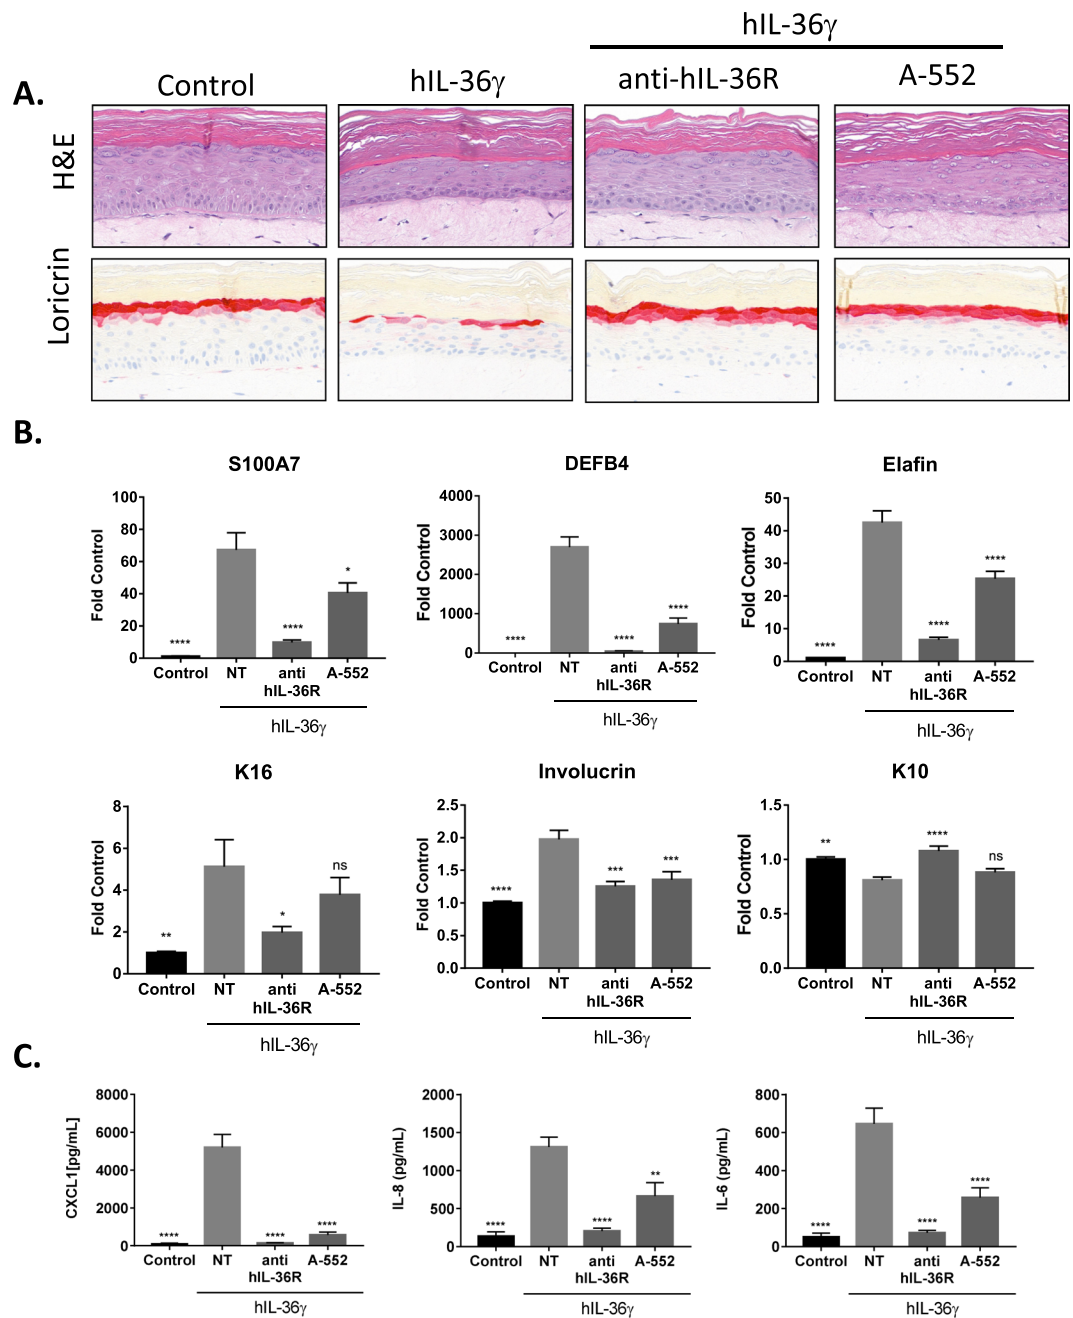 hIL-36γ
A.
Control
hIL-36γ
anti-hIL-36R
A-552
H&E
Loricrin
B.
S100A7
Fold Control
100
80
60
40
20
0
****
****
*
Control
NT
anti
hIL-36R
A-552
hIL-36γ
DEFB4
Fold Control
4000
3000
2000
1000
0
****
****
****
Control
NT
anti
hIL-36R
A-552
hIL-36γ
Elafin
Fold Control
50
40
30
20
10
0
****
****
****
Control
NT
anti
hIL-36R
A-552
hIL-36γ
K16
Fold Control
8
6
4
2
0
**
*
ns
Control
NT
anti
hIL-36R
A-552
hIL-36γ
Involucrin
Fold Control
2.5
2.0
1.5
1.0
0.5
0.0
****
***
***
Control
NT
anti
hIL-36R
A-552
hIL-36γ
K10
Fold Control
1.5
1.0
0.5
0.0
**
****
ns
Control
NT
anti
hIL-36R
A-552
hIL-36γ
C.
CXCL1[pg/mL]
8000
6000
4000
2000
0
****
****
****
Control
NT
anti
hIL-36R
A-552
hIL-36γ
IL-8 (pg/mL)
2000
1500
1000
500
0
****
****
**
Control
NT
anti
hIL-36R
A-552
hIL-36γ
IL-6 (pg/mL)
800
600
400
200
0
****
****
****
Control
NT
anti
hIL-36R
A-552
hIL-36γ